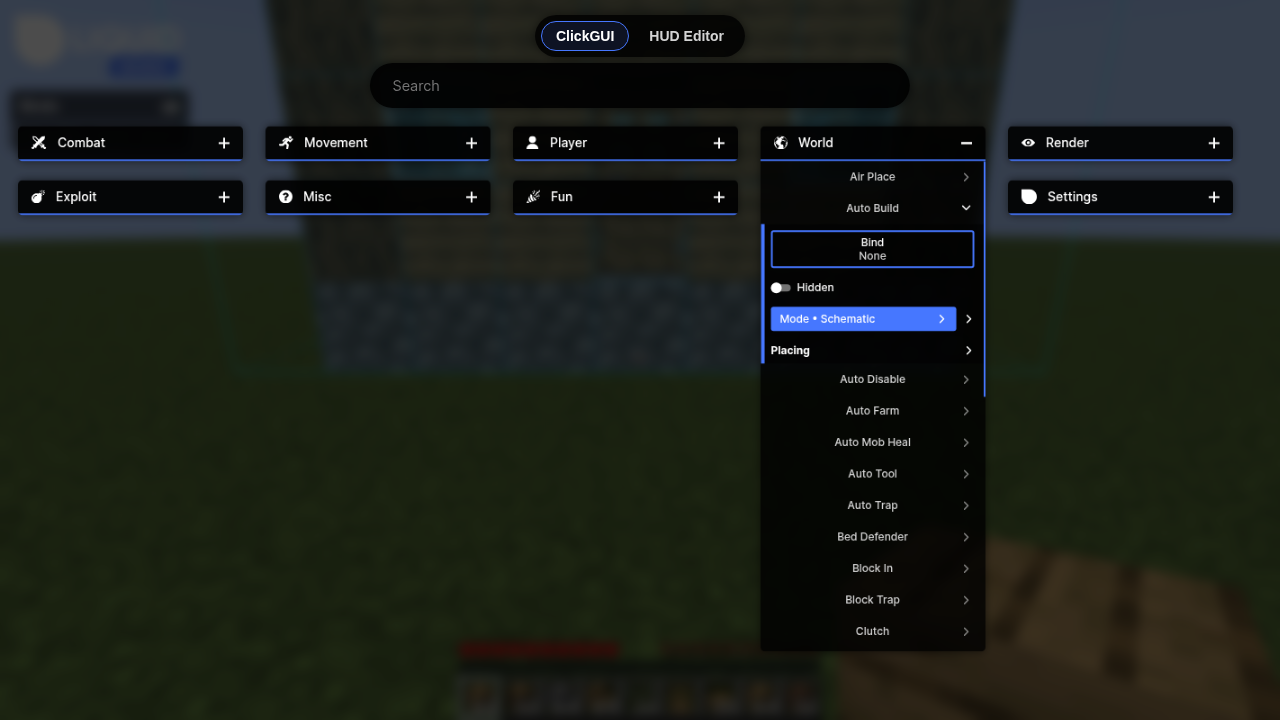 ClickGUI
HUD Editor
Search
Combat
Movement
Player
World
Render
Exploit
Misc
Fun
Settings
Air Place
Auto Build
Bind
None
Hidden
Mode • Schematic
Placing
Auto Disable
Auto Farm
Auto Mob Heal
Auto Tool
Auto Trap
Bed Defender
Block In
Block Trap
Clutch